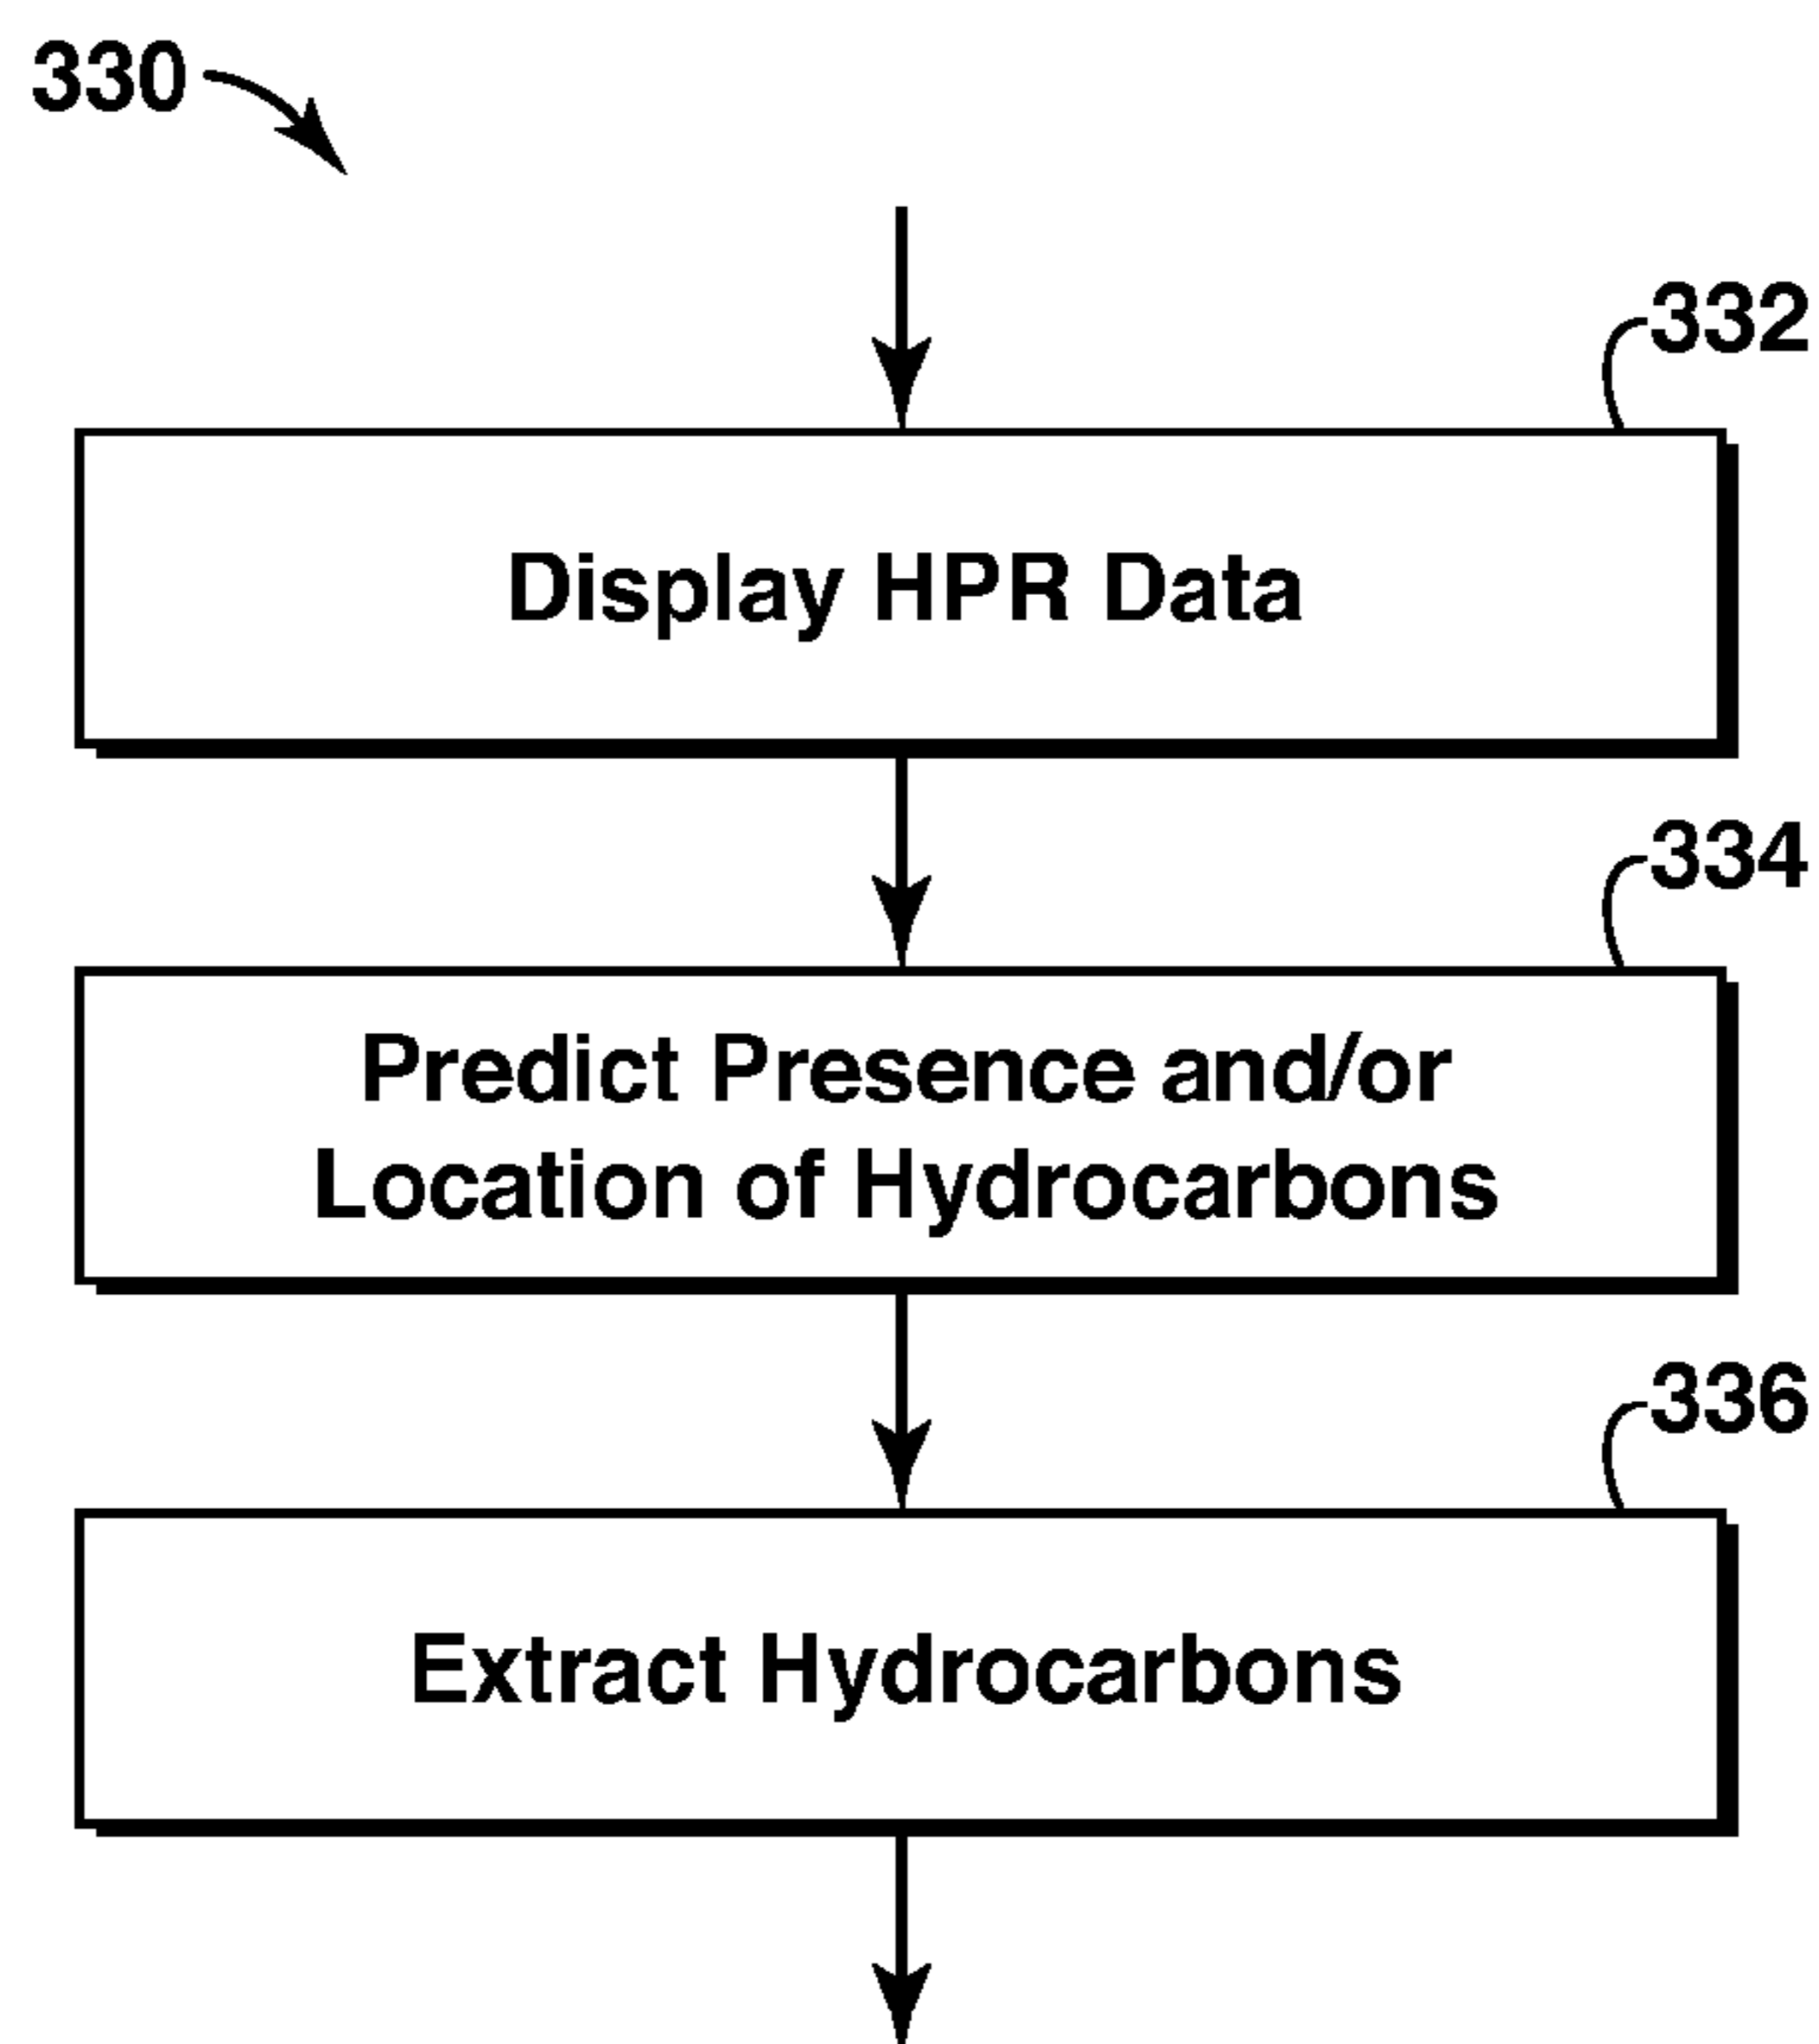 330
332
Display HPR Data
334
Predict Presence and/or
Location of Hydrocarbons
336
Extract Hydrocarbons